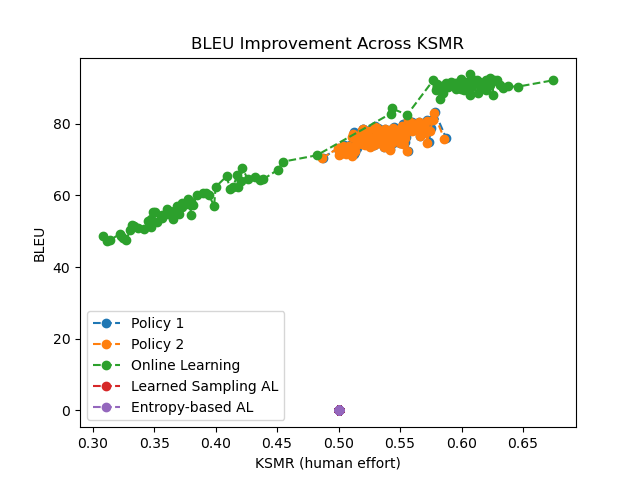 BLEU Improvement Across KSMR
BLEU
80
60
40
20
0
Policy 1
Policy 2
Online Learning
Learned Sampling AL
Entropy-based AL
0.30 0.35 0.40 0.45 0.50 0.55 0.60 0.65
KSMR (human effort)